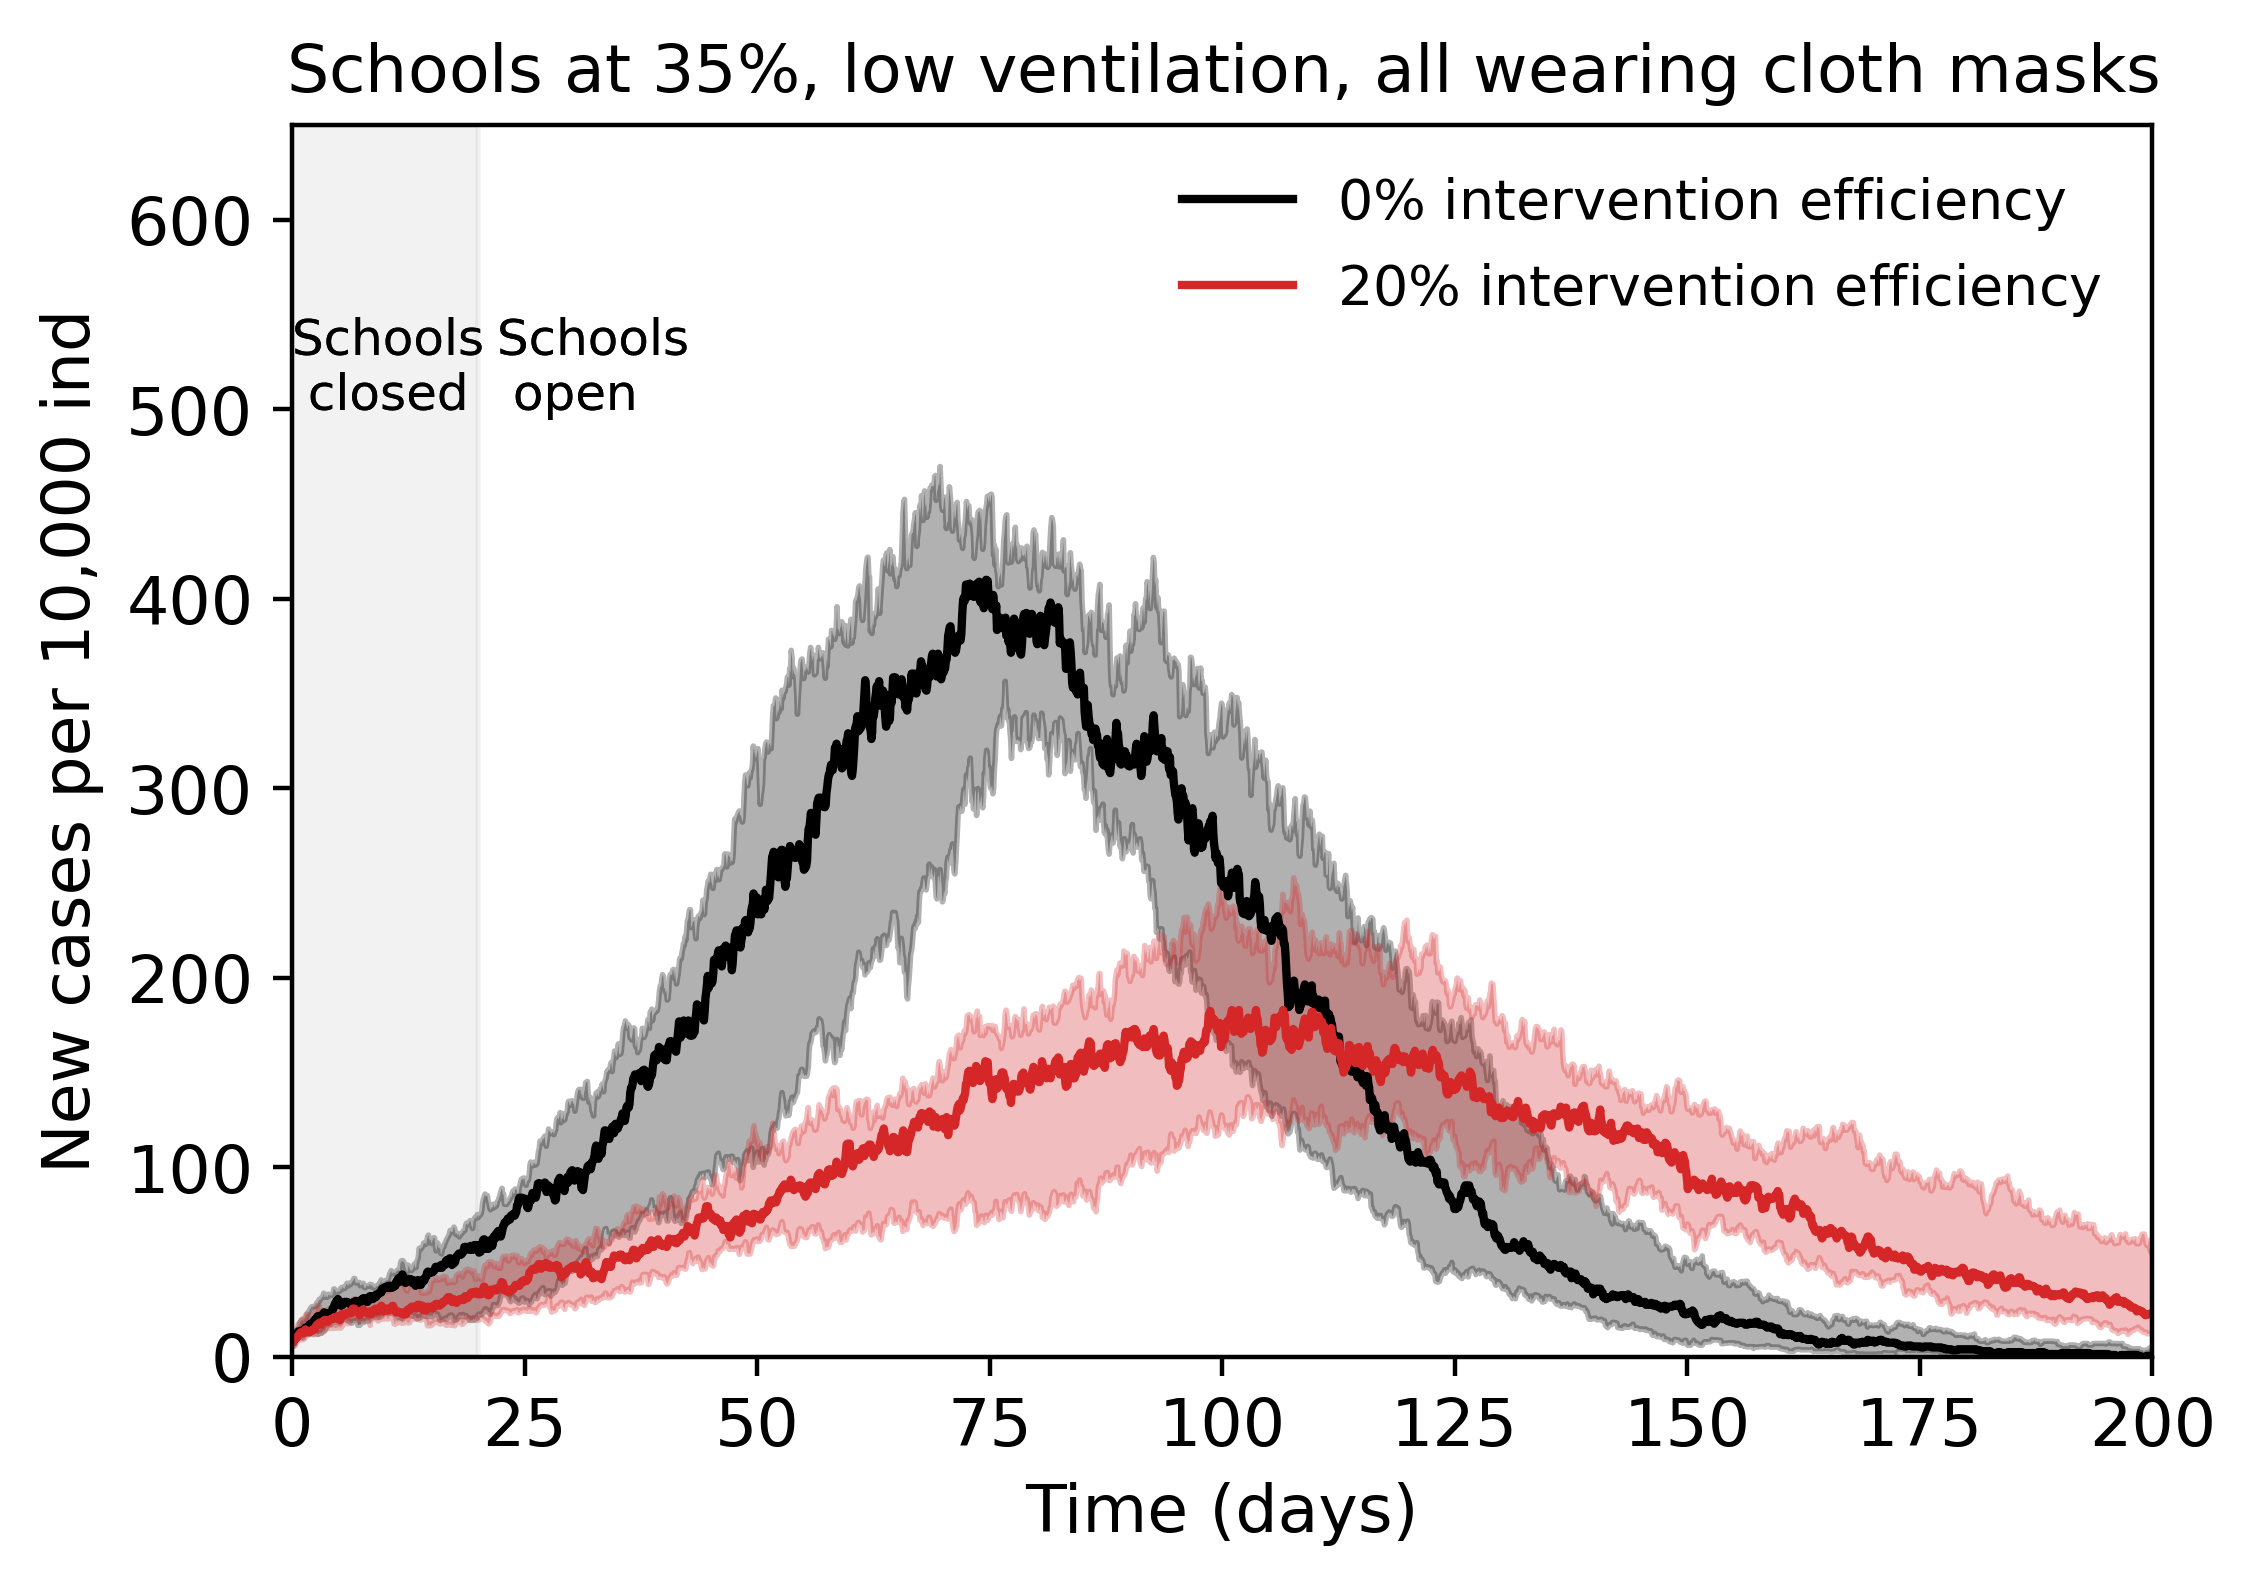 Schools at 35%, low ventilation, all wearing cloth masks
0% intervention efficiency
20% intervention efficiency
Schools closed
Schools open
New cases per 10,000 ind
600
500
400
300
200
100
0
0 25 50 75 100 125 150 175 200
Time (days)